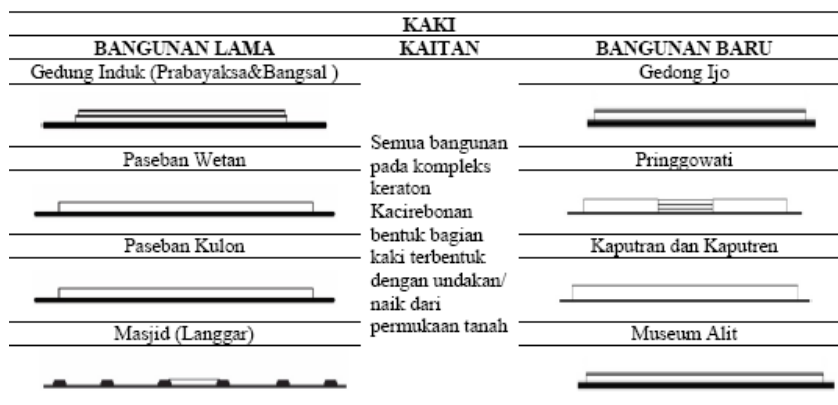 KAKI
BANGUNAN LAMA
KAITAN
BANGUNAN BARU
Gedung Induk (Prabayaksa&Bangsal )
Paseban Wetan
Paseban Kulon
Masjid (Langgar)
Semua bangunan
pada kompleks
keraton
Kacirebonan
bentuk bagian
kaki terbentuk
dengan undakan/
naik dari
permukaan tanah
Gedong Ijo
Pringgowati
Kaputran dan Kaputren
Museum Alit